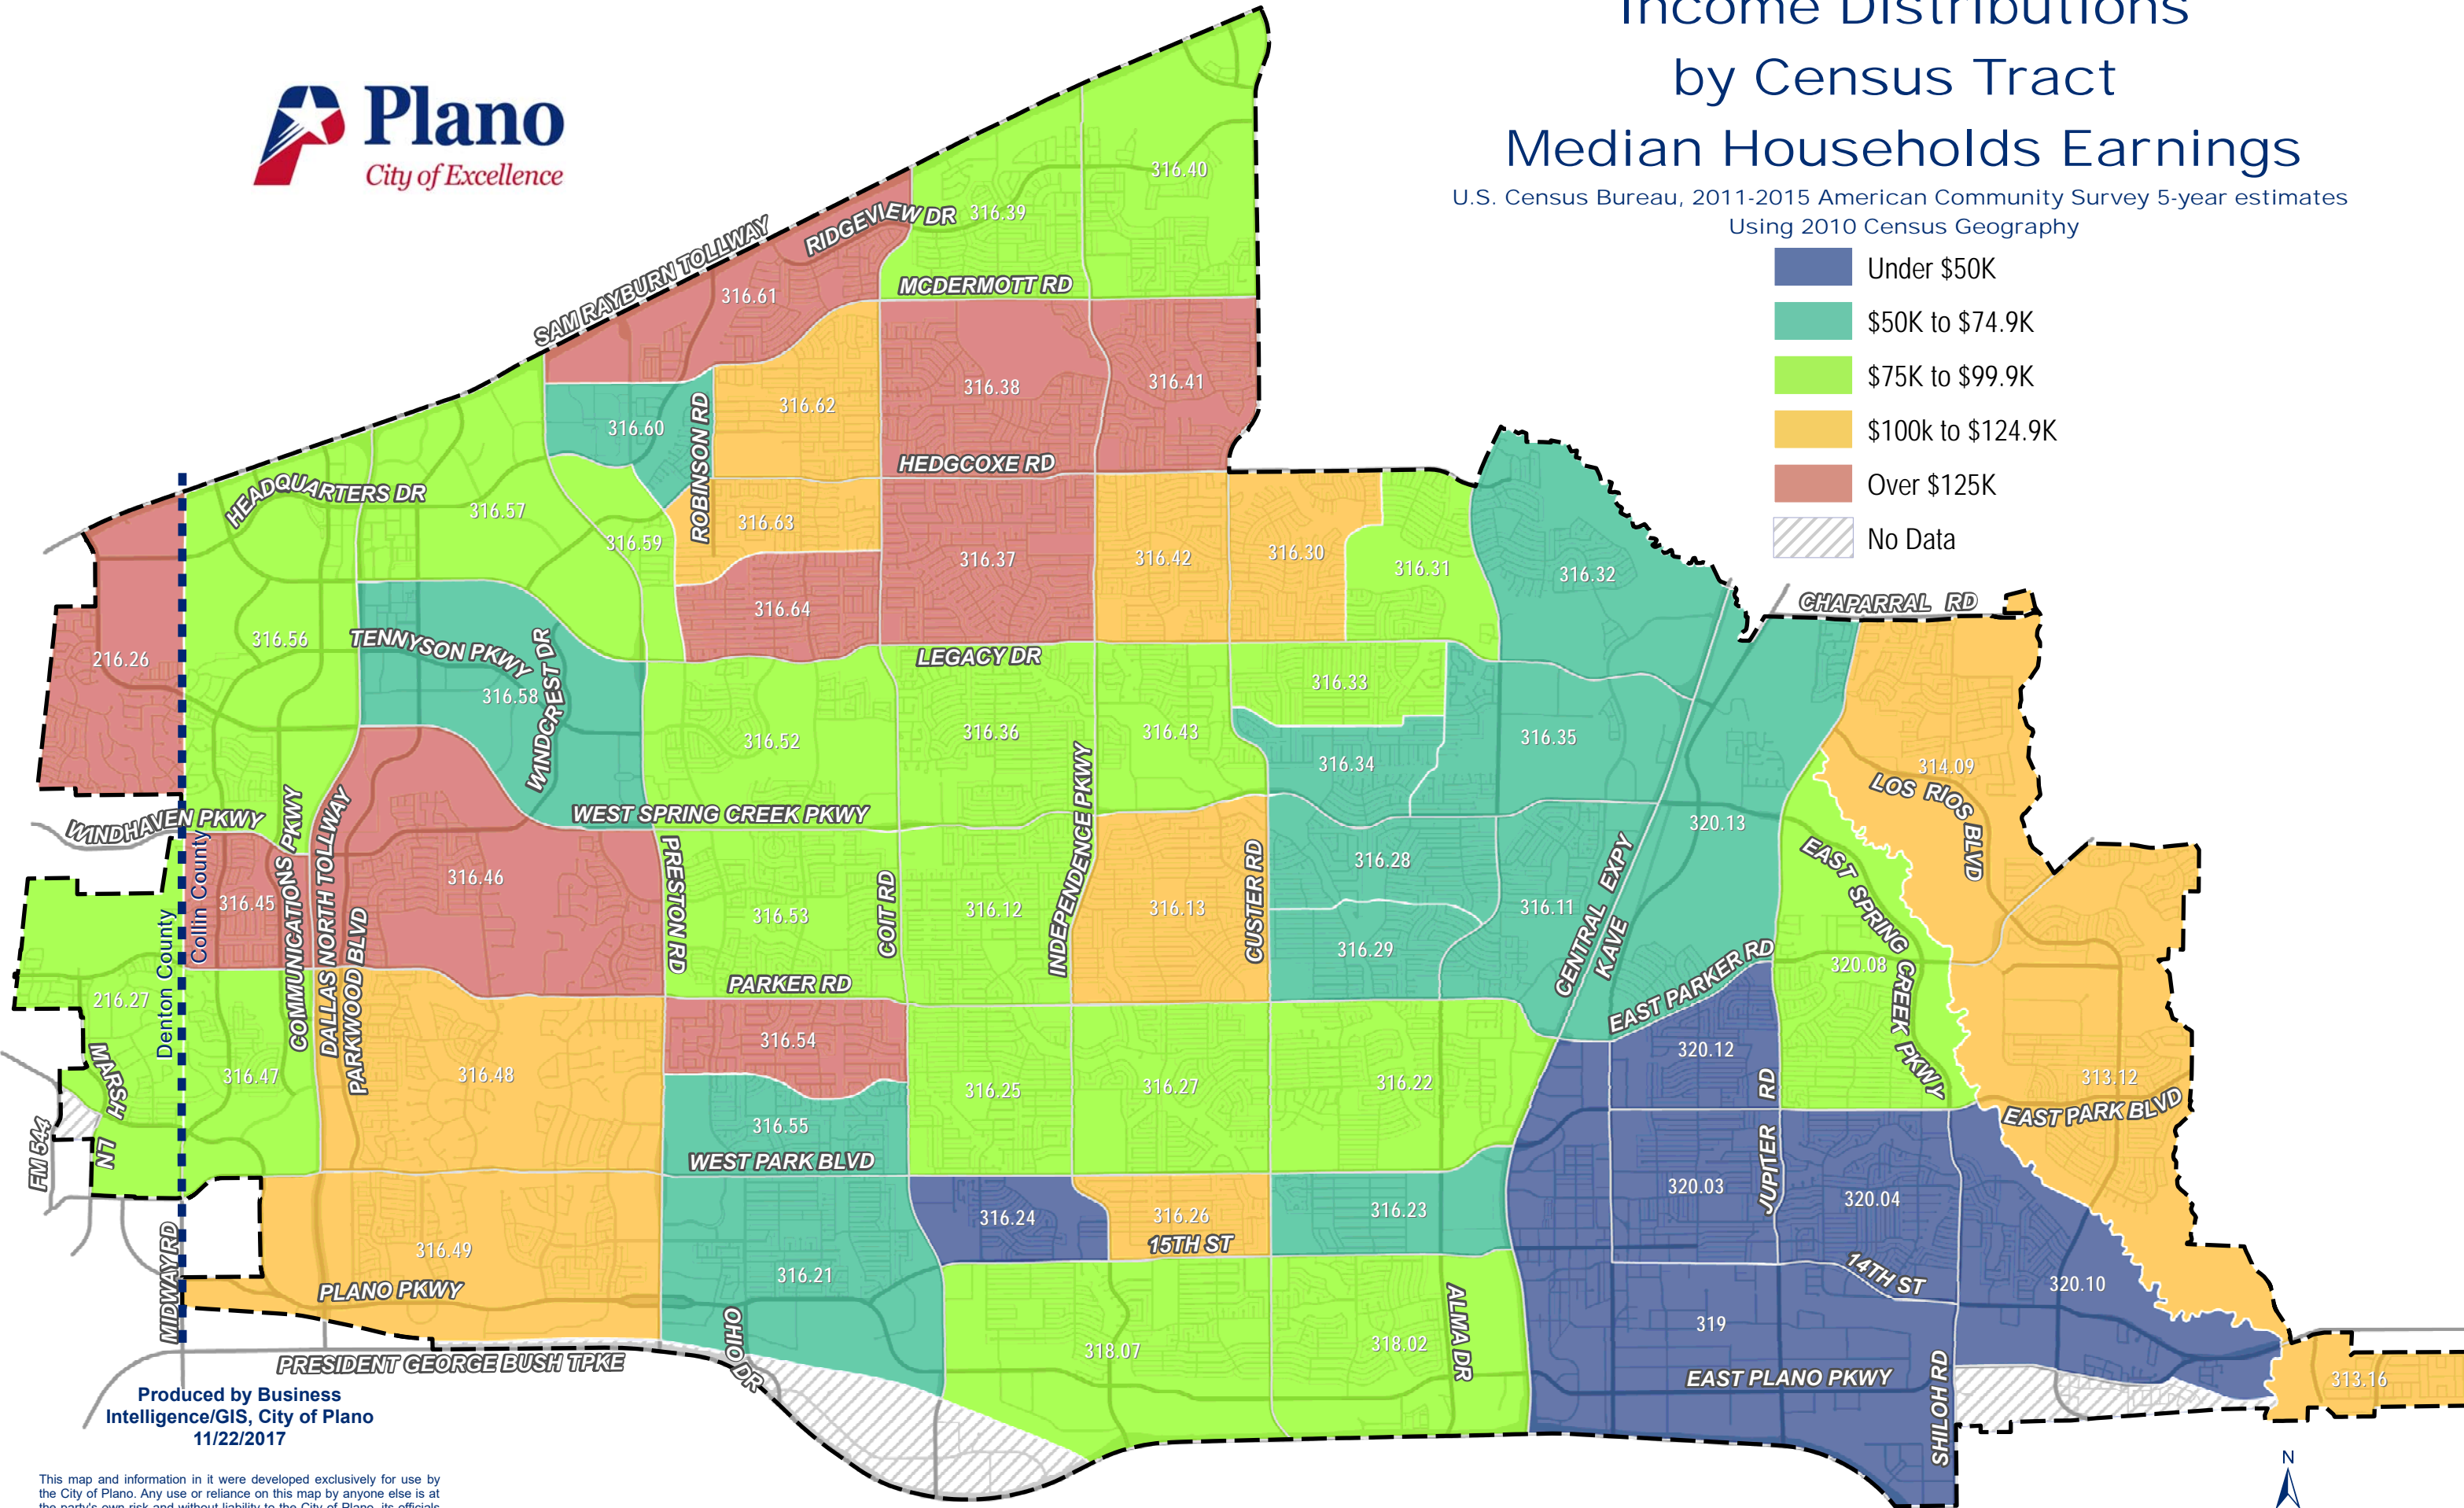 Income Distributions
by Census Tract
Median Households Earnings
U.S. Census Bureau, 2011-2015 American Community Survey 5-year estimates
Using 2010 Census Geography
Under $50K
$50K to $74.9K
$75K to $99.9K
$100k to $124.9K
Over $125K
No Data
Plano
City of Excellence
316.40
316.39
RIDGEVIEW DR
SAM RAYBURN TOLLWAY
MCDERMOTT RD
316.61
316.38
316.41
316.62
316.60
ROBINSON RD
HEDGCOXE RD
HEADQUARTERS DR
316.57
316.59
316.63
316.37
316.42
316.30
316.31
316.32
316.64
CHAPARRAL RD
216.26
316.56
TENNYSON PKWY
WINDCREST DR
316.58
LEGACY DR
316.33
316.52
316.36
316.43
316.35
316.34
314.09
LOS RIOS BLVD
WINDHAVEN PKWY
COMMUNICATIONS PKWY
DALLAS NORTH TOLLWAY
PARKWOOD BLVD
WEST SPRING CREEK PKWY
INDEPENDENCE PKWY
320.13
316.45
316.46
PRESTON RD
316.53
COIT RD
316.12
316.13
CUSTER RD
316.28
316.11
316.29
CENTRAL EXPY
K AVE
EAST PARKER RD
EAST SPRING CREEK PKWY
320.08
Denton County
Collin County
216.27
PARKER RD
316.54
316.47
316.48
316.25
316.27
316.22
320.12
313.12
EAST PARK BLVD
MARSH LN
FM 544
316.55
WEST PARK BLVD
JUPITER RD
320.03
320.04
316.24
316.26
15TH ST
316.23
316.49
316.21
14TH ST
320.10
PLANO PKWY
MIDWAY RD
OHIO DR
318.07
318.02
ALMA DR
319
EAST PLANO PKWY
SHILOH RD
313.16
PRESIDENT GEORGE BUSH TPKE
Produced by Business
Intelligence/GIS, City of Plano
11/22/2017
This map and information in it were developed exclusively for use by
the City of Plano. Any use or reliance on this map by anyone else is at
the party's own risk and without liability to the City of Plano, its officials
N